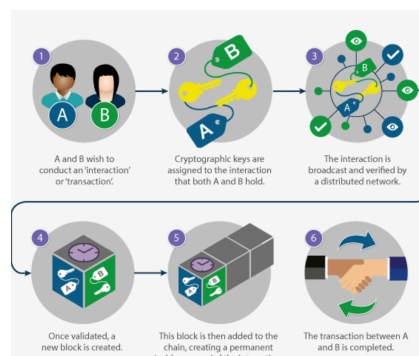 1
A B
A and B wish to
conduct an 'interaction'
or 'transaction'.
2
B
A
Cryptographic keys are
assigned to the interaction
that both A and B hold.
3
B
A
The interaction is
broadcast and verified by
a distributed network.
4
A B
Once validated, a
new block is created.
5
A B
This block is then added to the
chain, creating a permanent
6
The transaction between A
and B is completed.